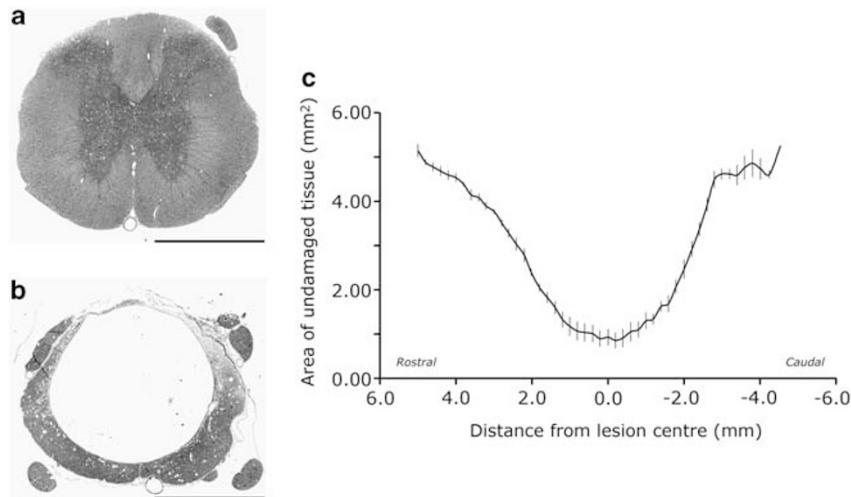 a
b
c
Area of undamaged tissue (mm²)
6.00
4.00
2.00
0.00
Rostral
Caudal
6.0 4.0 2.0 0.0 -2.0 -4.0 -6.0
Distance from lesion centre (mm)